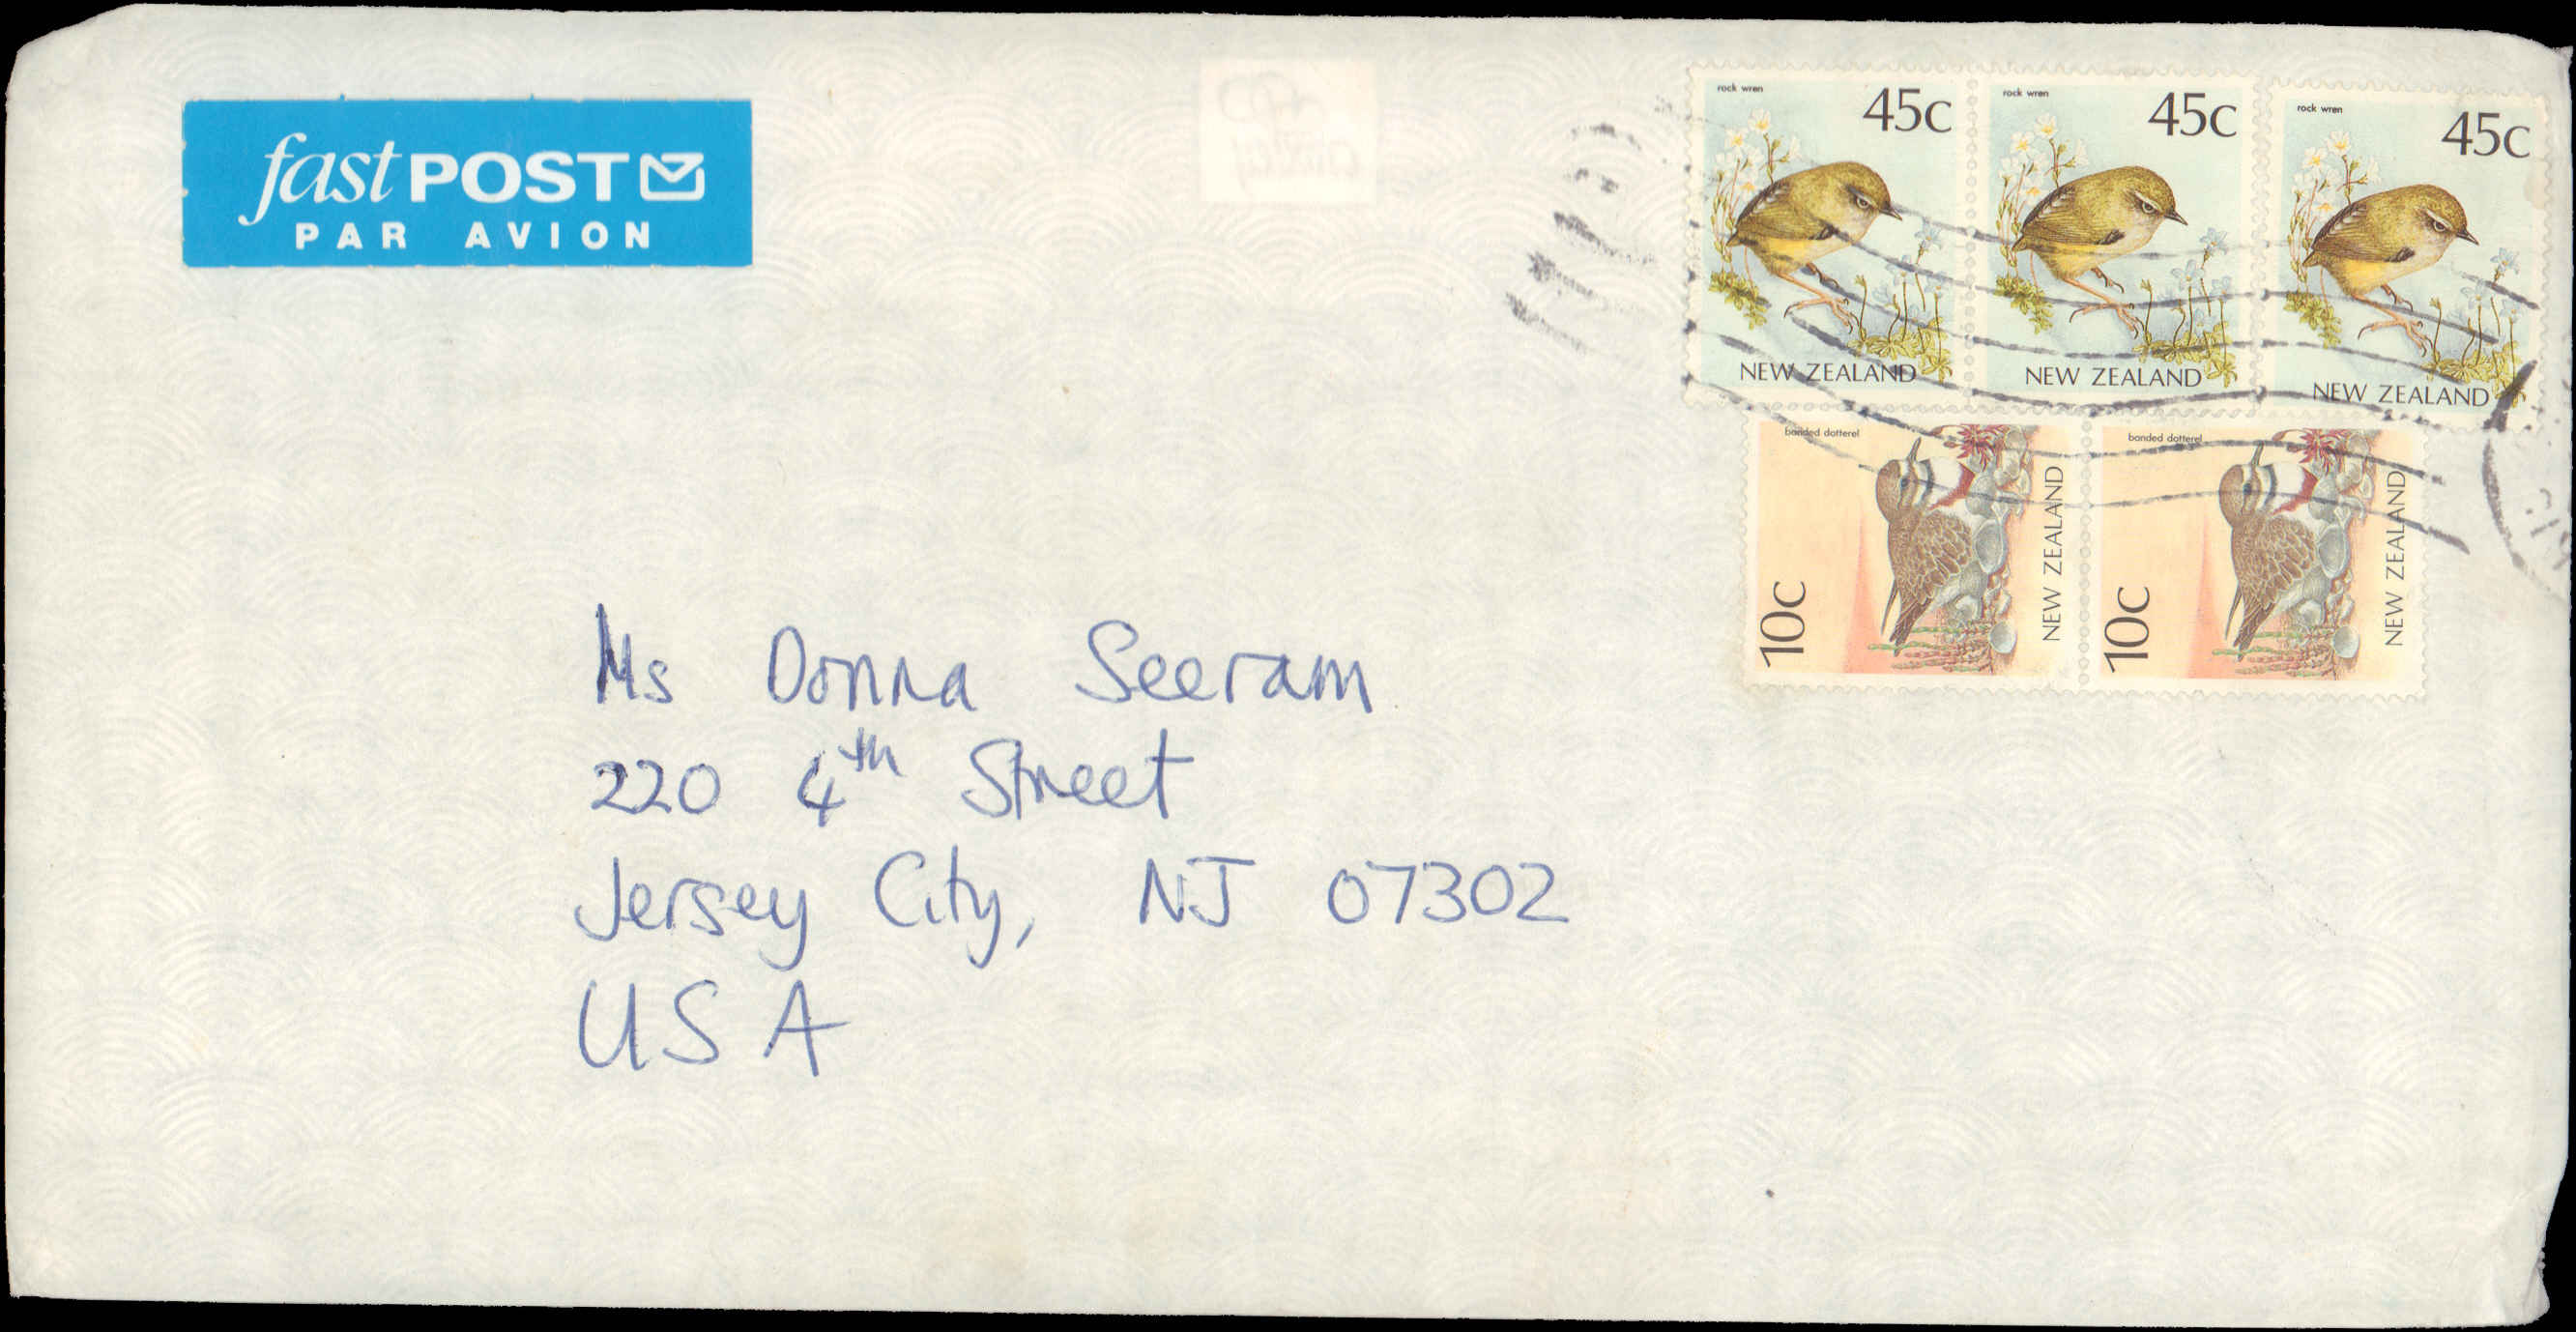 fast POST
PAR AVION
rock wren
45c
NEW ZEALAND
rock wren
45c
NEW ZEALAND
rock wren
45c
NEW ZEALAND
banded dotterel
10c
NEW ZEALAND
banded dotterel
10c
NEW ZEALAND
Ms Donna Seeram
220 4th Street
Jersey City, NJ 07302
USA